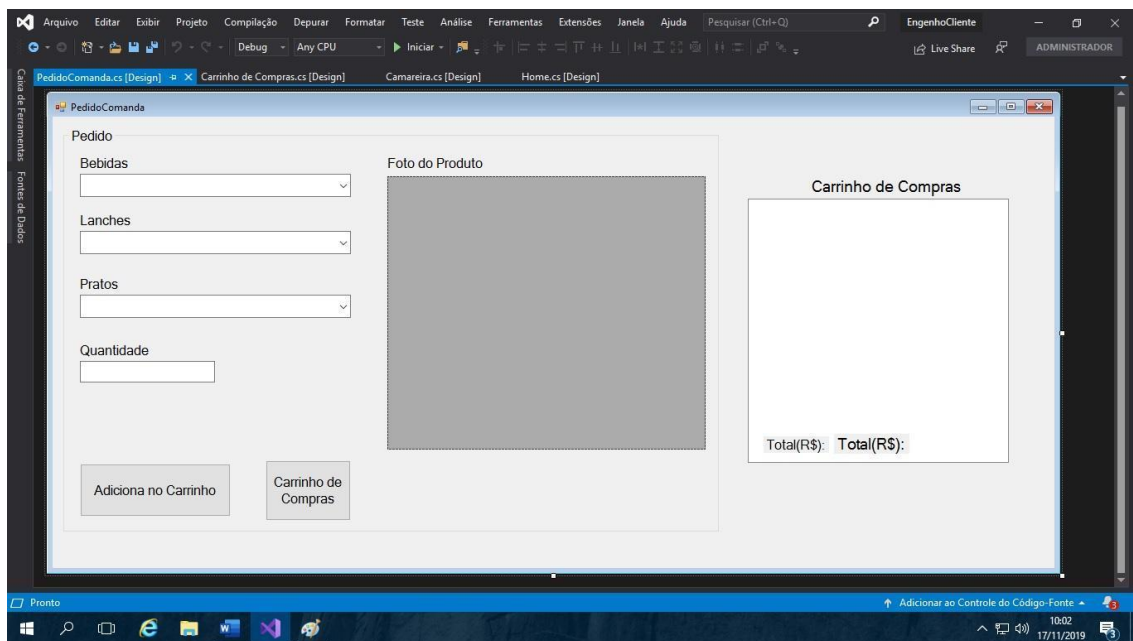 Arquivo Editar Exibir Projeto Compilação Depurar Formatar Teste Análise Ferramentas Extensões Janela Ajuda Pesquisar (Ctrl+Q) EngenhoCliente
Debug Any CPU Iniciar Live Share ADMINISTRADOR
Caixa de Ferramentas
Fontes de Dados
PedidoComanda.cs [Design] Carrinho de Compras.cs [Design] Camareira.cs [Design] Home.cs [Design]
PedidoComanda
Pedido
Bebidas
Foto do Produto
Carrinho de Compras
Lanches
Pratos
Quantidade
Total(R$): Total(R$):
Adiciona no Carrinho
Carrinho de
Compras
Pronto
Adicionar ao Controle do Código-Fonte
3
10:02
17/11/2019
3